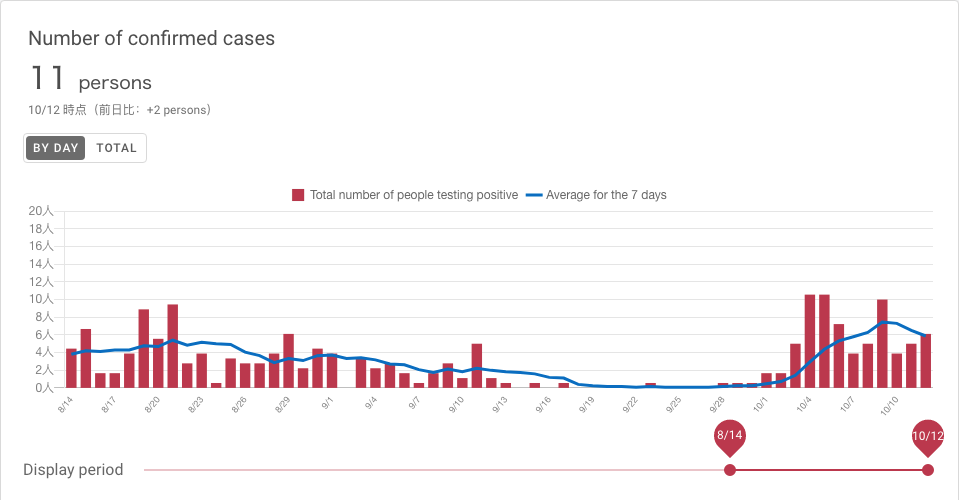 Number of confirmed cases
11 persons
10/12 時点（前日比：+2 persons）
BY DAY TOTAL
Total number of people testing positive Average for the 7 days
20人
18人
16人
14人
12人
10人
8人
6人
4人
2人
0人
8/14 8/17 8/20 8/23 8/26 8/29 9/1 9/4 9/7 9/10 9/13 9/16 9/19 9/22 9/25 9/28 10/1 10/4 10/7 10/10
8/14 10/12
Display period